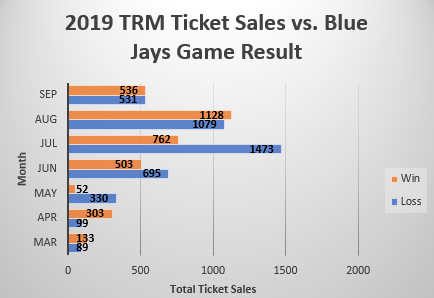 2019 TRM Ticket Sales vs. Blue
Jays Game Result
SEP
536
531
AUG
1128
1079
JUL
762
1473
JUN
503
695
MAY
52
330
APR
303
99
MAR
133
89
Month
Win
Loss
0 500 1000 1500 2000
Total Ticket Sales